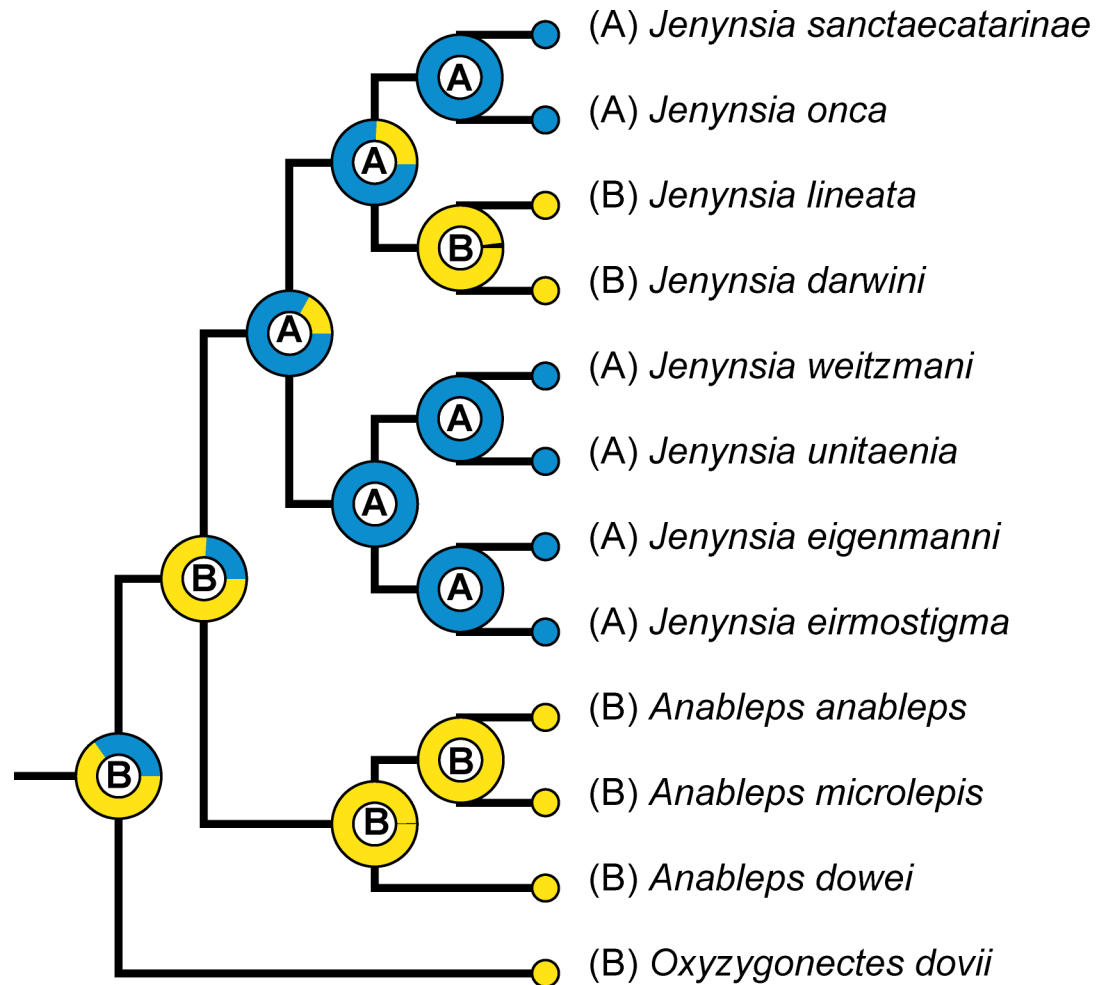 (A) Jenynsia sanctaecatarinae
A
(A) Jenynsia onca
A
(B) Jenynsia lineata
B
(B) Jenynsia darwini
A
(A) Jenynsia weitzmani
A
(A) Jenynsia unitaenia
A
(A) Jenynsia eigenmanni
B
A
(A) Jenynsia eirmostigma
(B) Anableps anableps
B
B
(B) Anableps microlepis
B
(B) Anableps dowei
(B) Oxyzygonectes dovii